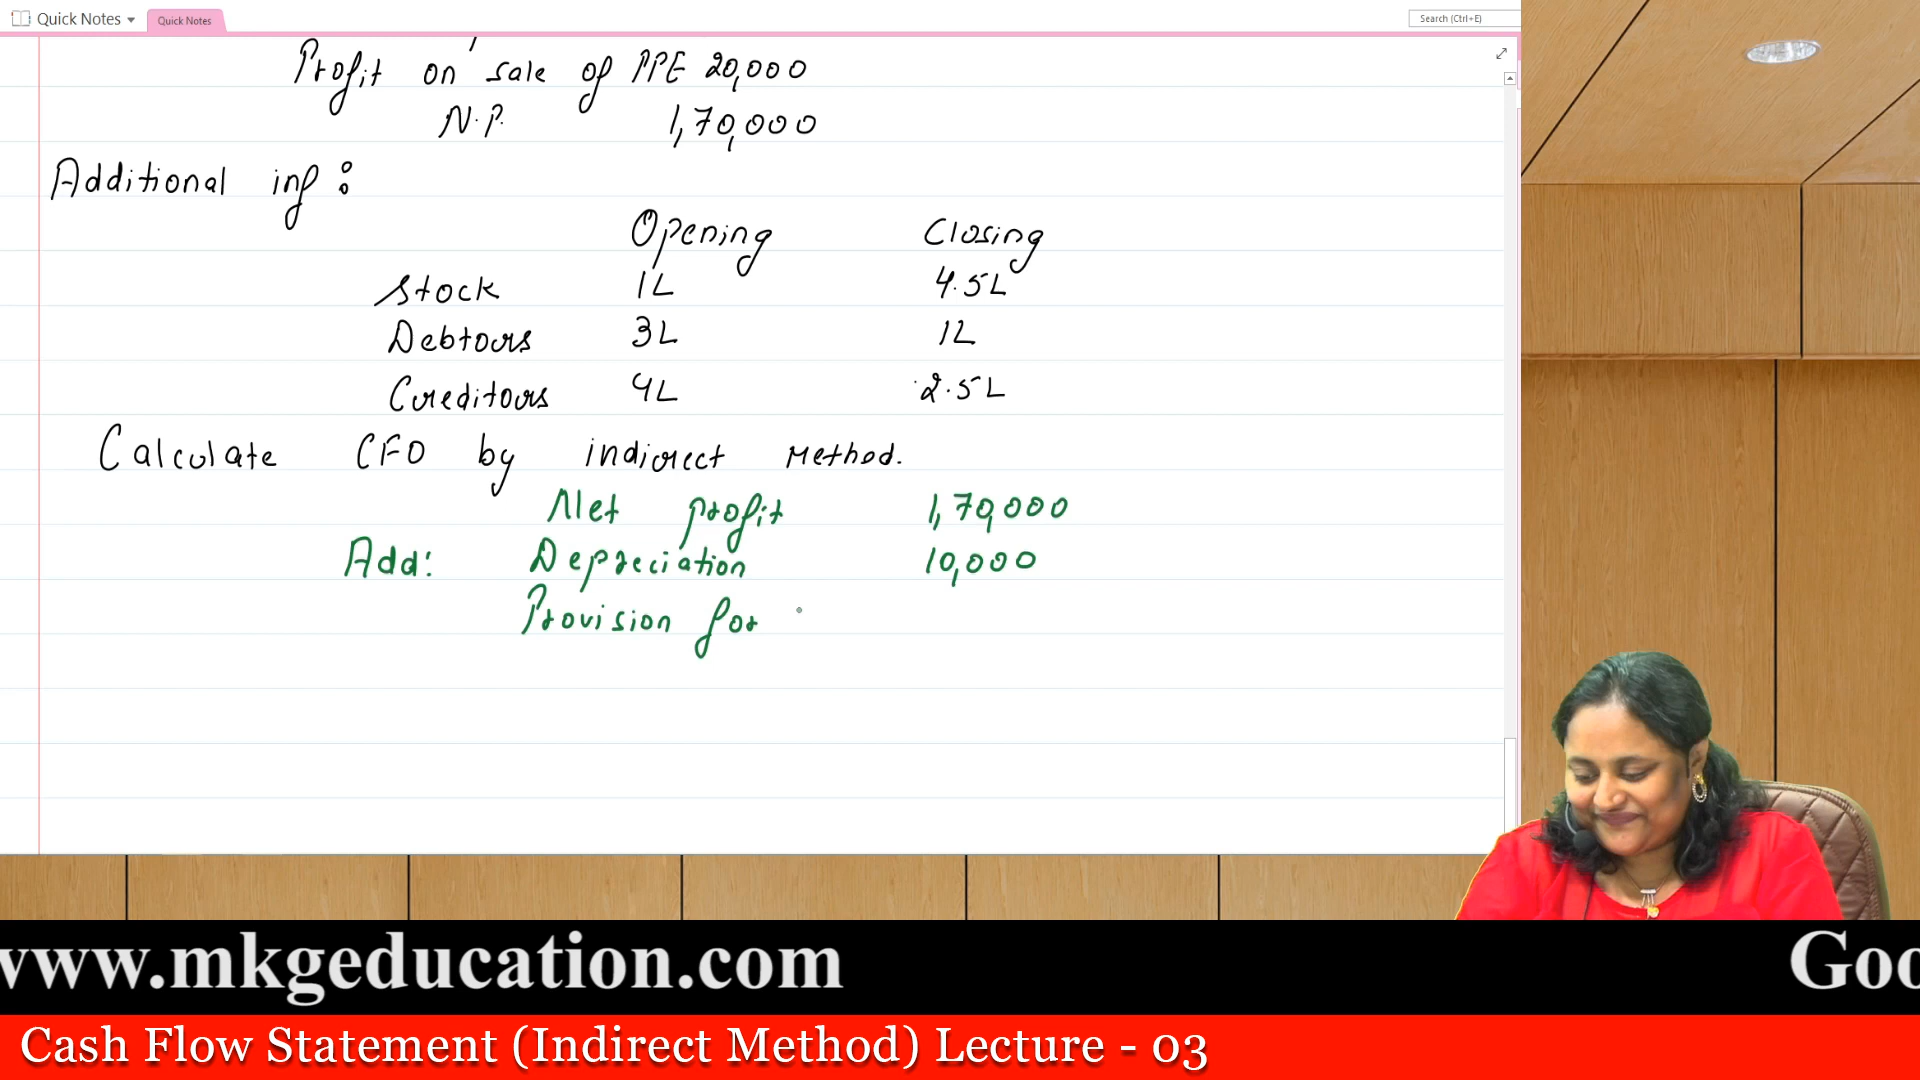 Quick Notes
Quick Notes
Search (Ctrl+E)
Profit on sale of PPE 20,000
N.P. 1,70,000
Additional inf:
Opening Closing
Stock 1L 4.5L
Debtors 3L 1L
Creditors 4L 2.5L
Calculate CFO by indirect Method.
Net profit 1,70,000
Add: Depreciation 10,000
Provision for
www.mkgeducation.com Goo
Cash Flow Statement (Indirect Method) Lecture - 03